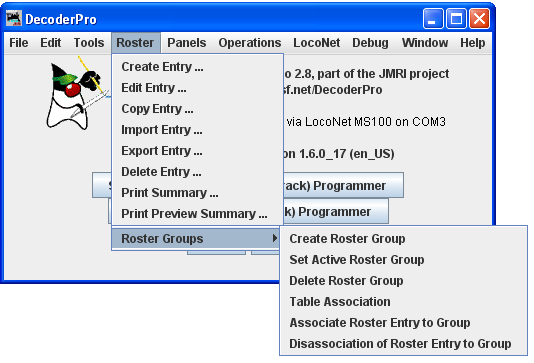 DecoderPro
File Edit Tools Roster Panels Operations LocoNet Debug Window Help
Create Entry ...
Edit Entry ...
Copy Entry ...
Import Entry ...
Export Entry ...
Delete Entry ...
Print Summary ...
Print Preview Summary ...
Roster Groups
o 2.8, part of the JMRI project
sf.net/DecoderPro
via LocoNet MS100 on COM3
on 1.6.0_17 (en_US)
S
rack) Programmer
ck) Programmer
Create Roster Group
Set Active Roster Group
Delete Roster Group
Table Association
Associate Roster Entry to Group
Disassociation of Roster Entry to Group